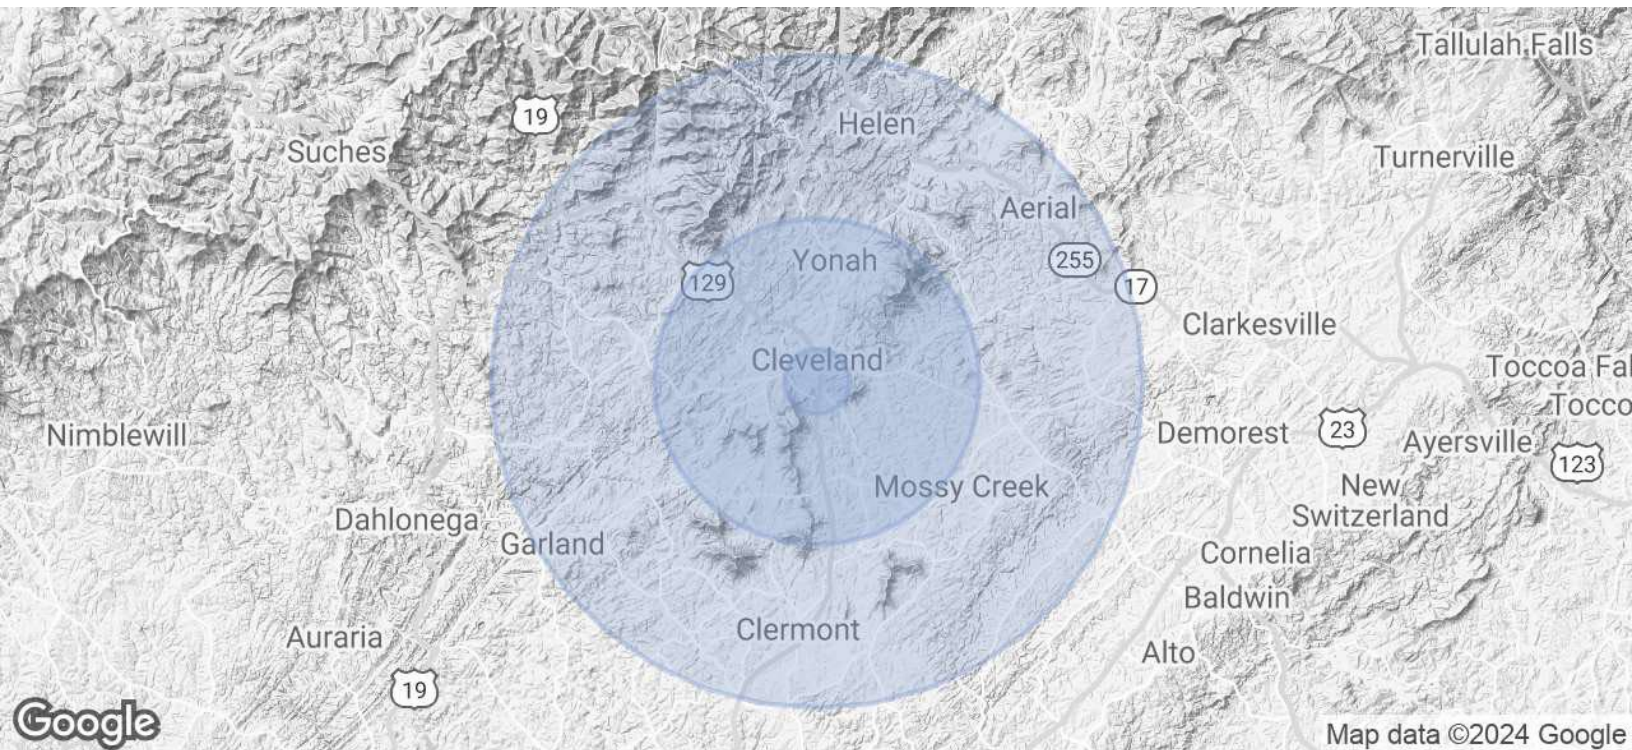 Tallulah Falls
19
Helen
Suches
Turnerville
Aerial
255
Yonah
129
17
Clarkesville
Cleveland
Toccoa Fal
Tocco
Nimblewill
Demorest
23
Ayersville
123
Mossy Creek
New
Switzerland
Dahlonega
Garland
Cornelia
Baldwin
Clermont
Auraria
Alto
19
Google
Map data ©2024 Google